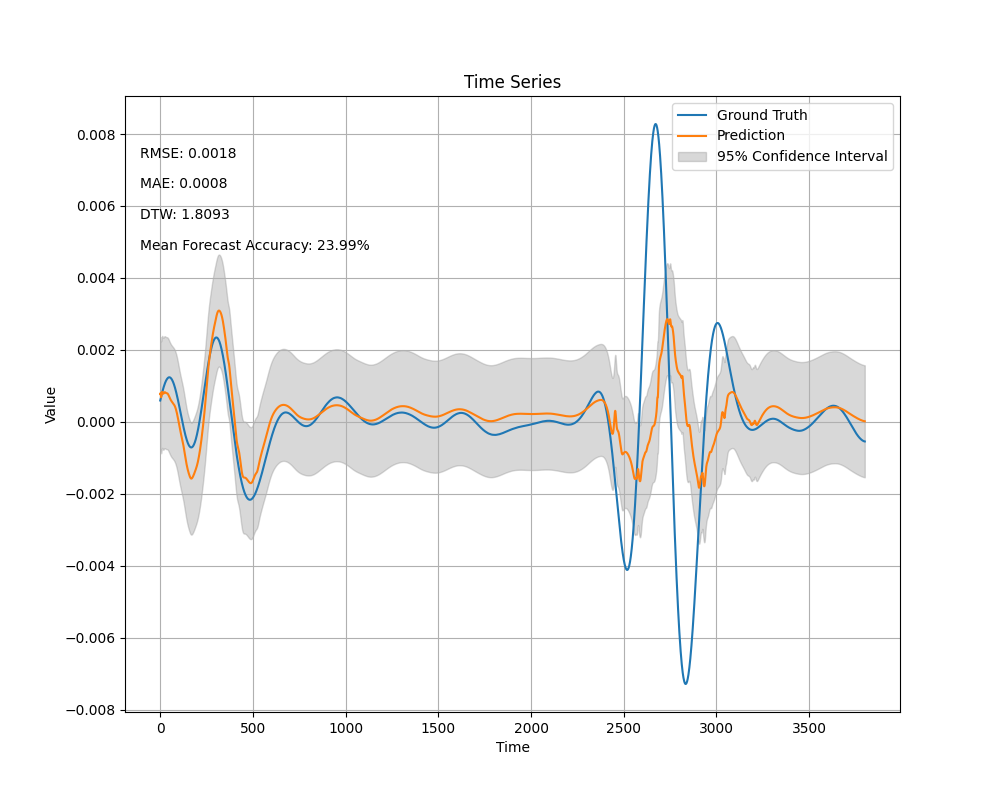 Time Series
Ground Truth
Prediction
95% Confidence Interval
RMSE: 0.0018
MAE: 0.0008
DTW: 1.8093
Mean Forecast Accuracy: 23.99%
0.008
0.006
0.004
0.002
0.000
−0.002
−0.004
−0.006
−0.008
Value
0
500
1000
1500
2000
2500
3000
3500
Time